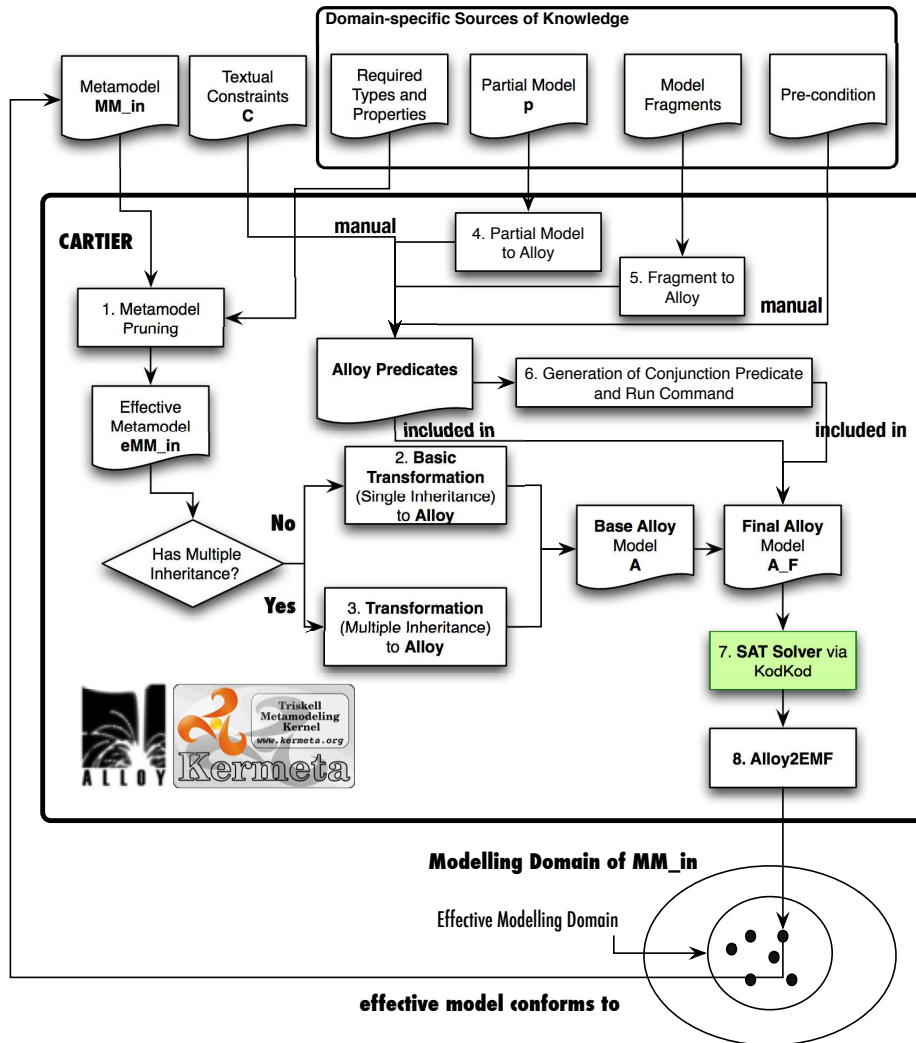 Domain-specific Sources of Knowledge
Metamodel
MM_in
Textual
Constraints
C
Required
Types and
Properties
Partial Model
p
Model
Fragments
Pre-condition
CARTIER
manual
4. Partial Model
to Alloy
5. Fragment to
Alloy
manual
1. Metamodel
Pruning
Alloy Predicates
6. Generation of Conjunction Predicate
and Run Command
Effective
Metamodel
eMM_in
included in
included in
2. Basic
Transformation
(Single Inheritance)
to Alloy
No
Has Multiple
Inheritance?
Base Alloy
Model
A
Final Alloy
Model
A_F
Yes
3. Transformation
(Multiple Inheritance)
to Alloy
7. SAT Solver via
KodKod
ALLOY
Triskell
Metamodeling
Kernel
www.kermeta.org
Kermeta
8. Alloy2EMF
Modelling Domain of MM_in
Effective Modelling Domain
effective model conforms to